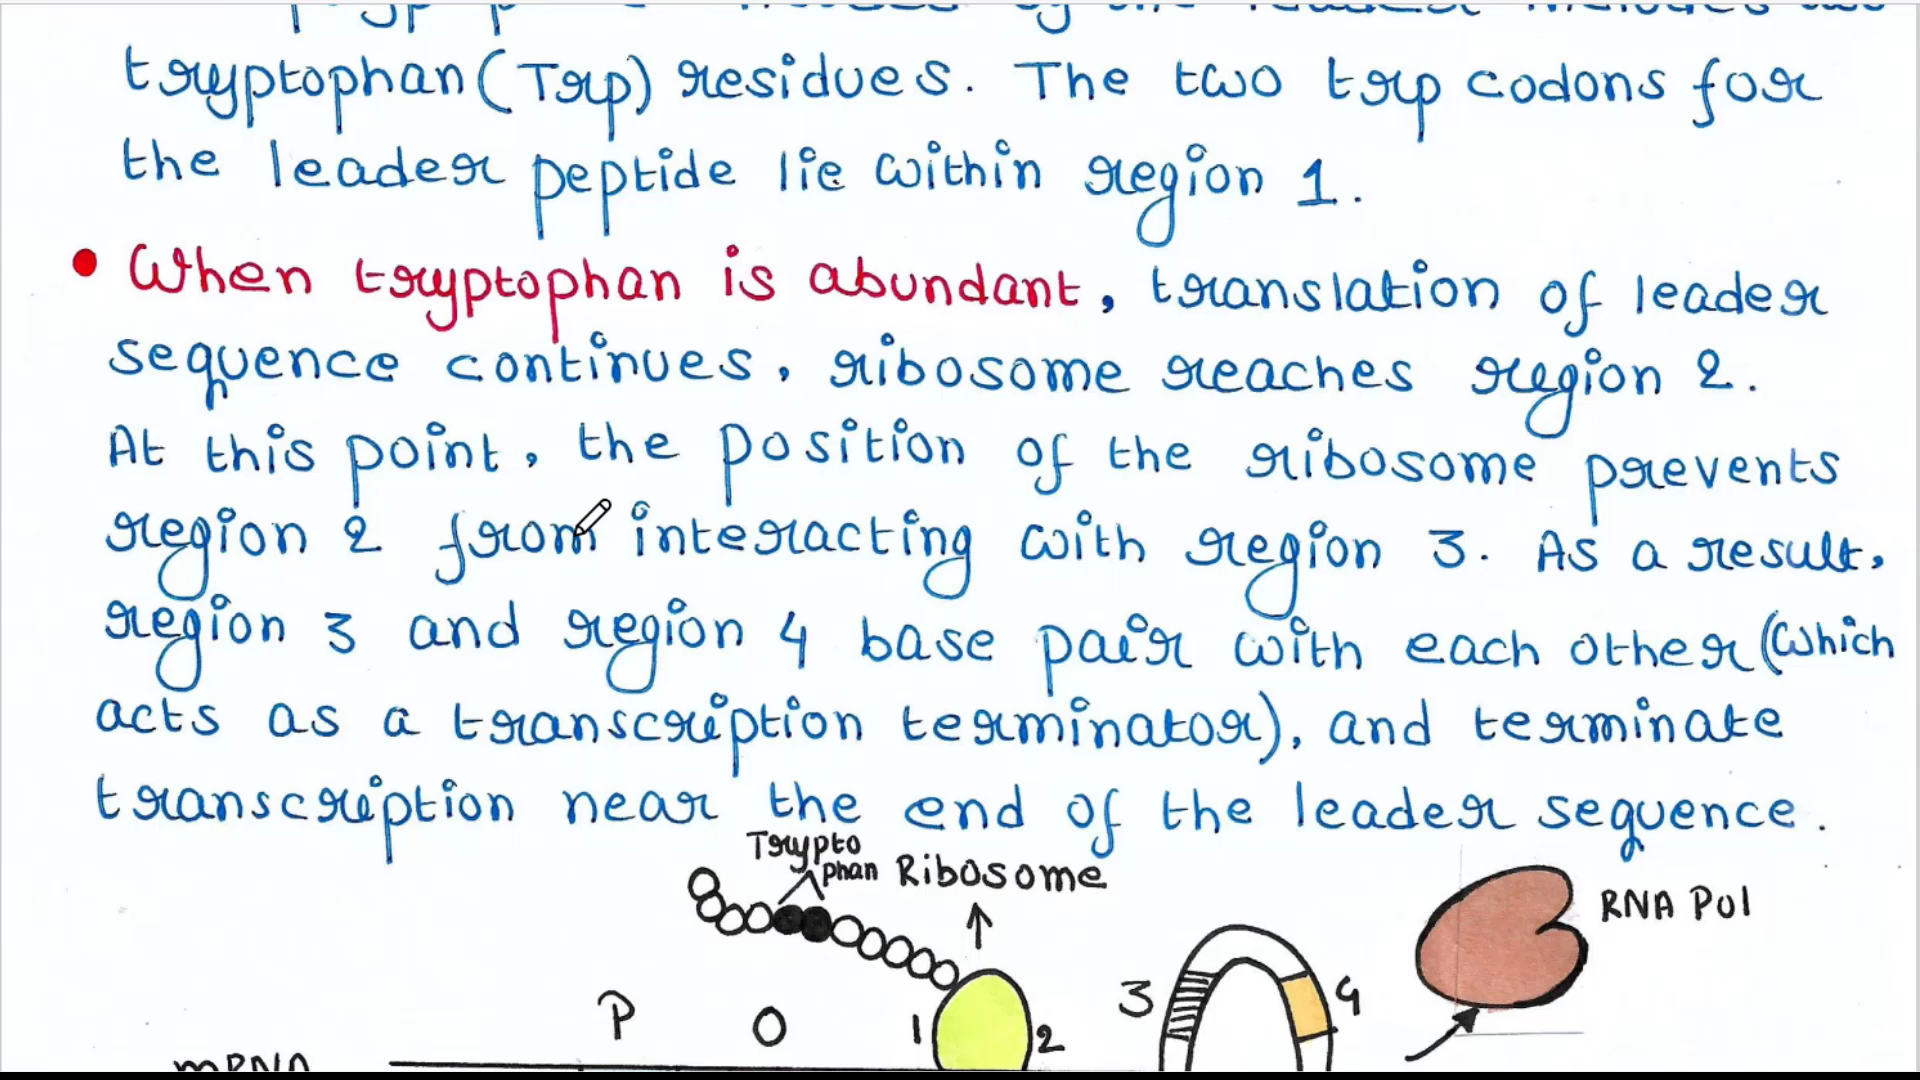 tryptophan (Trp) residues. The two trp codons for
the leader peptide lie within region 1.
• When tryptophan is abundant, translation of leader
sequence continues, ribosome reaches region 2.
At this point, the position of the ribosome prevents
region 2 from interacting with region 3. As a result,
region 3 and region 4 base pair with each other (which
acts as a transcription terminator), and terminate
transcription near the end of the leader sequence.
Trypto
phan Ribosome
RNA Pol
P
O
1
2
3
4
mRNA